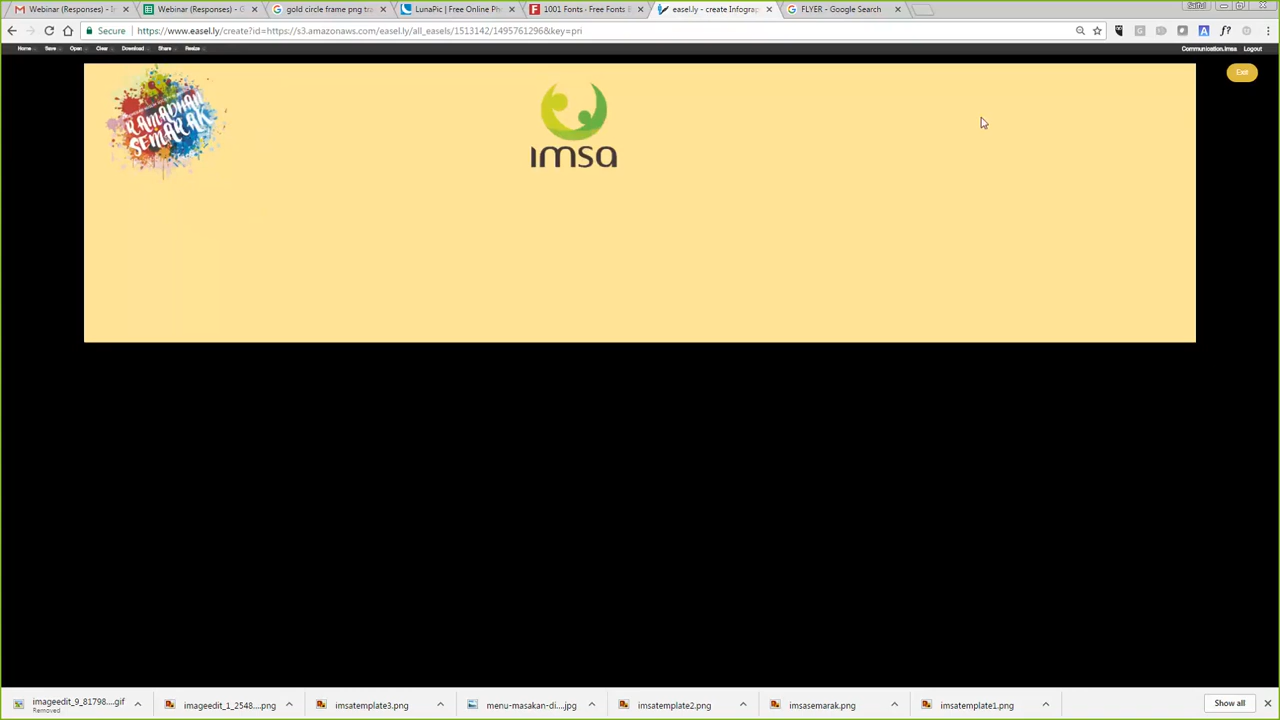 Webinar (Responses) - I
Webinar (Responses) - G
gold circle frame png tra
LunaPic | Free Online Ph
1001 Fonts - Free Fonts
easel.ly - create Infograp
FLYER - Google Search
Saiful
Secure
https://www.easel.ly/create?id=https://s3.amazonaws.com/easel.ly/all_easels/1513142/1495761296&key=pri
Home
Save
Open
Clear
Download
Share
Resize
Communication.Imsa
Logout
Exit
RAMADHAN
SEMARAK
imsa
imageedit_9_81798....gif
Removed
imageedit_1_2548....png
imsatemplate3.png
menu-masakan-di....jpg
imsatemplate2.png
imsasemarak.png
imsatemplate1.png
Show all